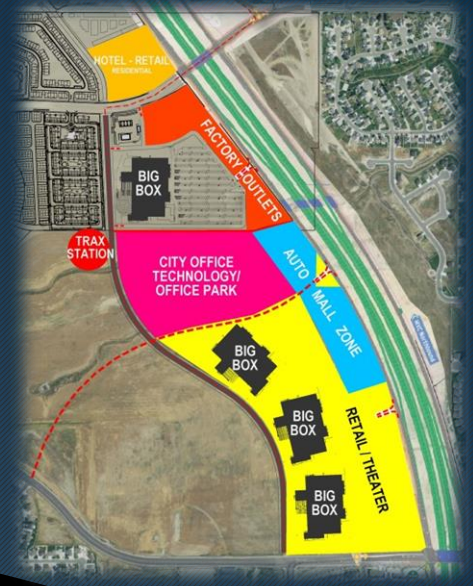 HOTEL - RETAIL
RESIDENTIAL
FACTORY OUTLETS
BIG
BOX
TRAX
STATION
CITY OFFICE
TECHNOLOGY/
OFFICE PARK
AUTO
MALL ZONE
BIG
BOX
BIG
BOX
RETAIL / THEATER
BIG
BOX